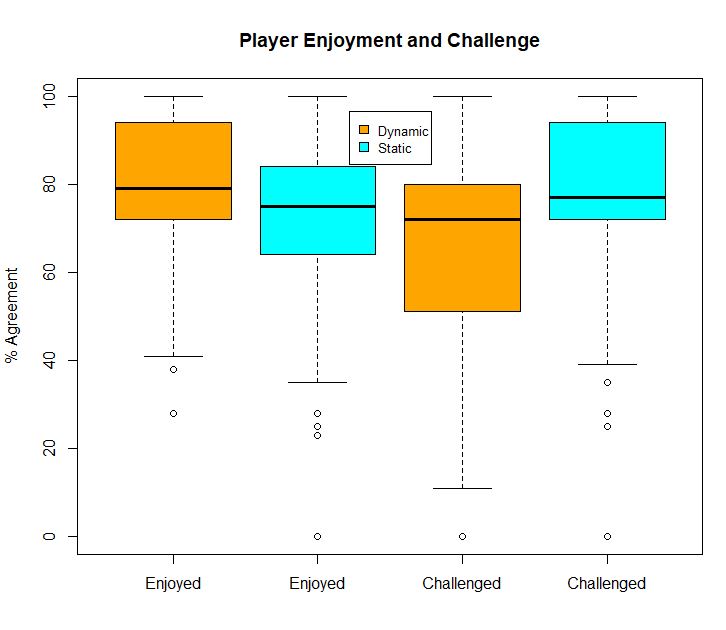 Player Enjoyment and Challenge
% Agreement
100
80
60
40
20
0
Dynamic
Static
Enjoyed
Enjoyed
Challenged
Challenged